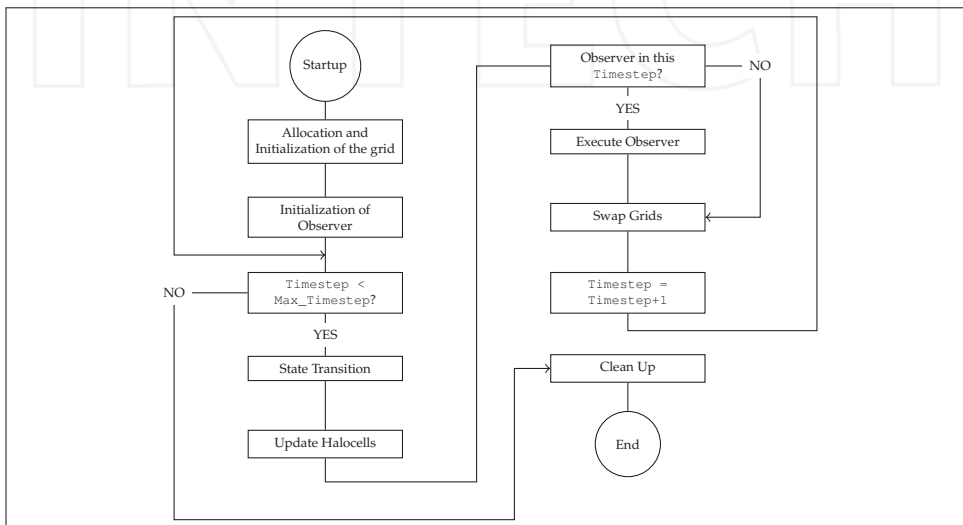 INTECH
Startup
Allocation and
Initialization of the grid
Initialization of
Observer
Timestep <
Max_Timestep?
NO
YES
State Transition
Update Halocells
Observer in this
Timestep?
NO
YES
Execute Observer
Swap Grids
Timestep =
Timestep+1
Clean Up
End